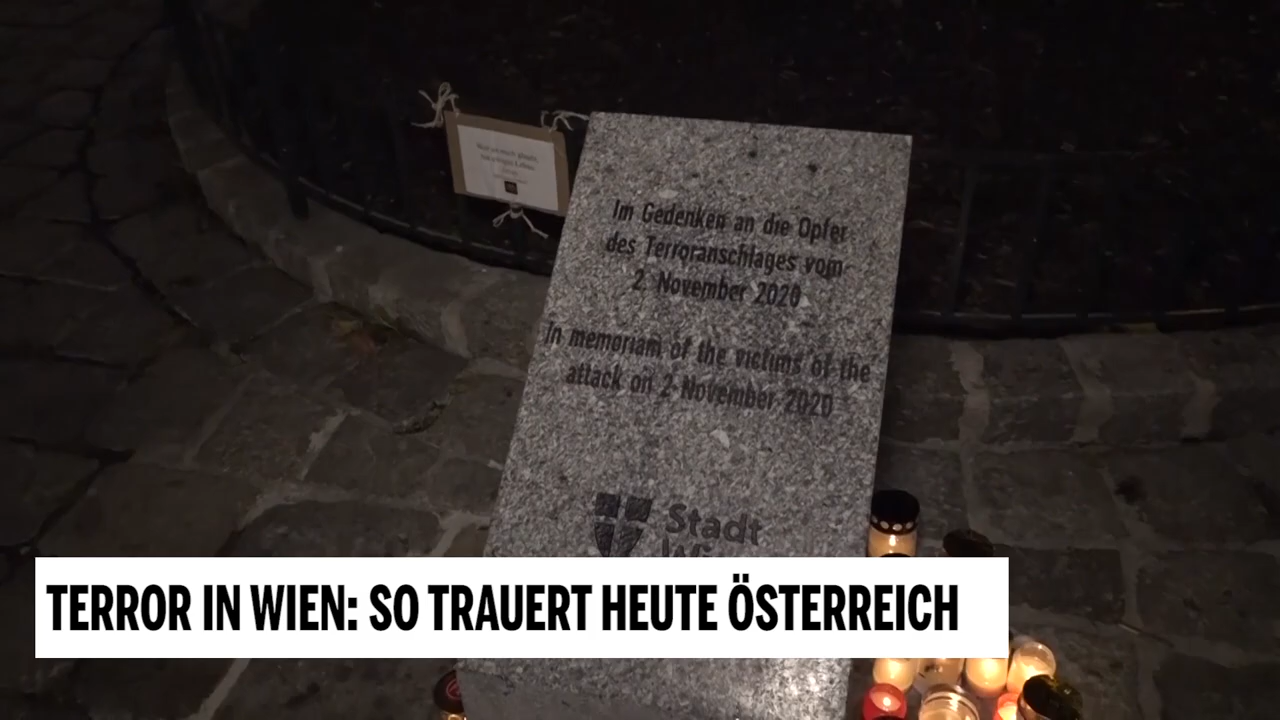 Im Gedenken an die Opfer
des Terroranschlages vom
2. November 2020
In memoriam of the victims of the
attack on 2 November 2020
Stadt
TERROR IN WIEN: SO TRAUERT HEUTE ÖSTERREICH